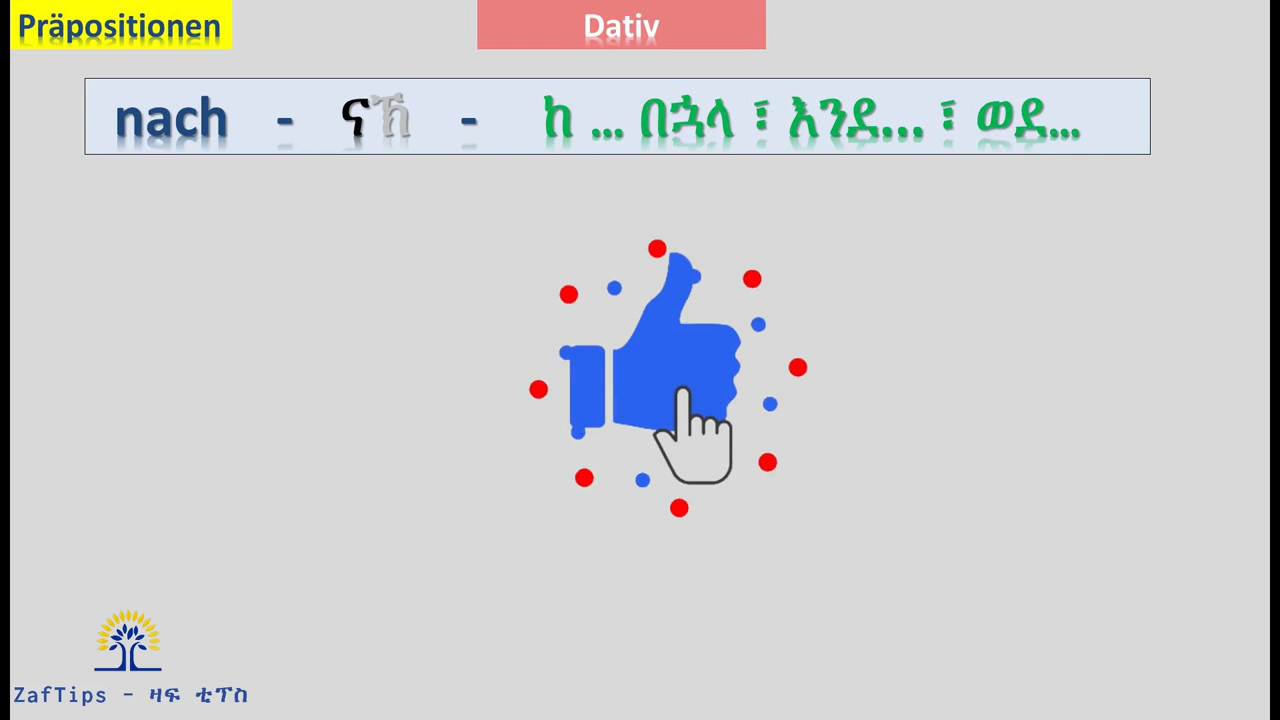 Präpositionen
Dativ
nach - ናኽ - ከ ... በኋላ ፣ እንደ... ፣ ወደ...
ZafTips - ዛፍ ቲፕስ